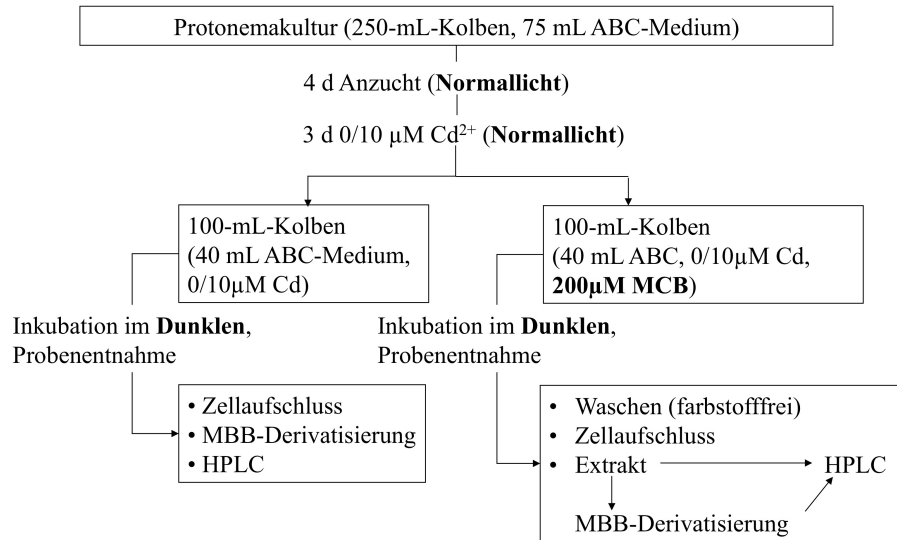 Protonemakultur (250-mL-Kolben, 75 mL ABC-Medium)
4 d Anzucht (Normallicht)
3 d 0/10 µM Cd²⁺ (Normallicht)
100-mL-Kolben
(40 mL ABC-Medium,
0/10µM Cd)
100-mL-Kolben
(40 mL ABC, 0/10µM Cd,
200µM MCB)
Inkubation im Dunklen,
Probenentnahme
Inkubation im Dunklen,
Probenentnahme
• Zellaufschluss
• MBB-Derivatisierung
• HPLC
• Waschen (farbstofffrei)
• Zellaufschluss
• Extrakt HPLC
MBB-Derivatisierung